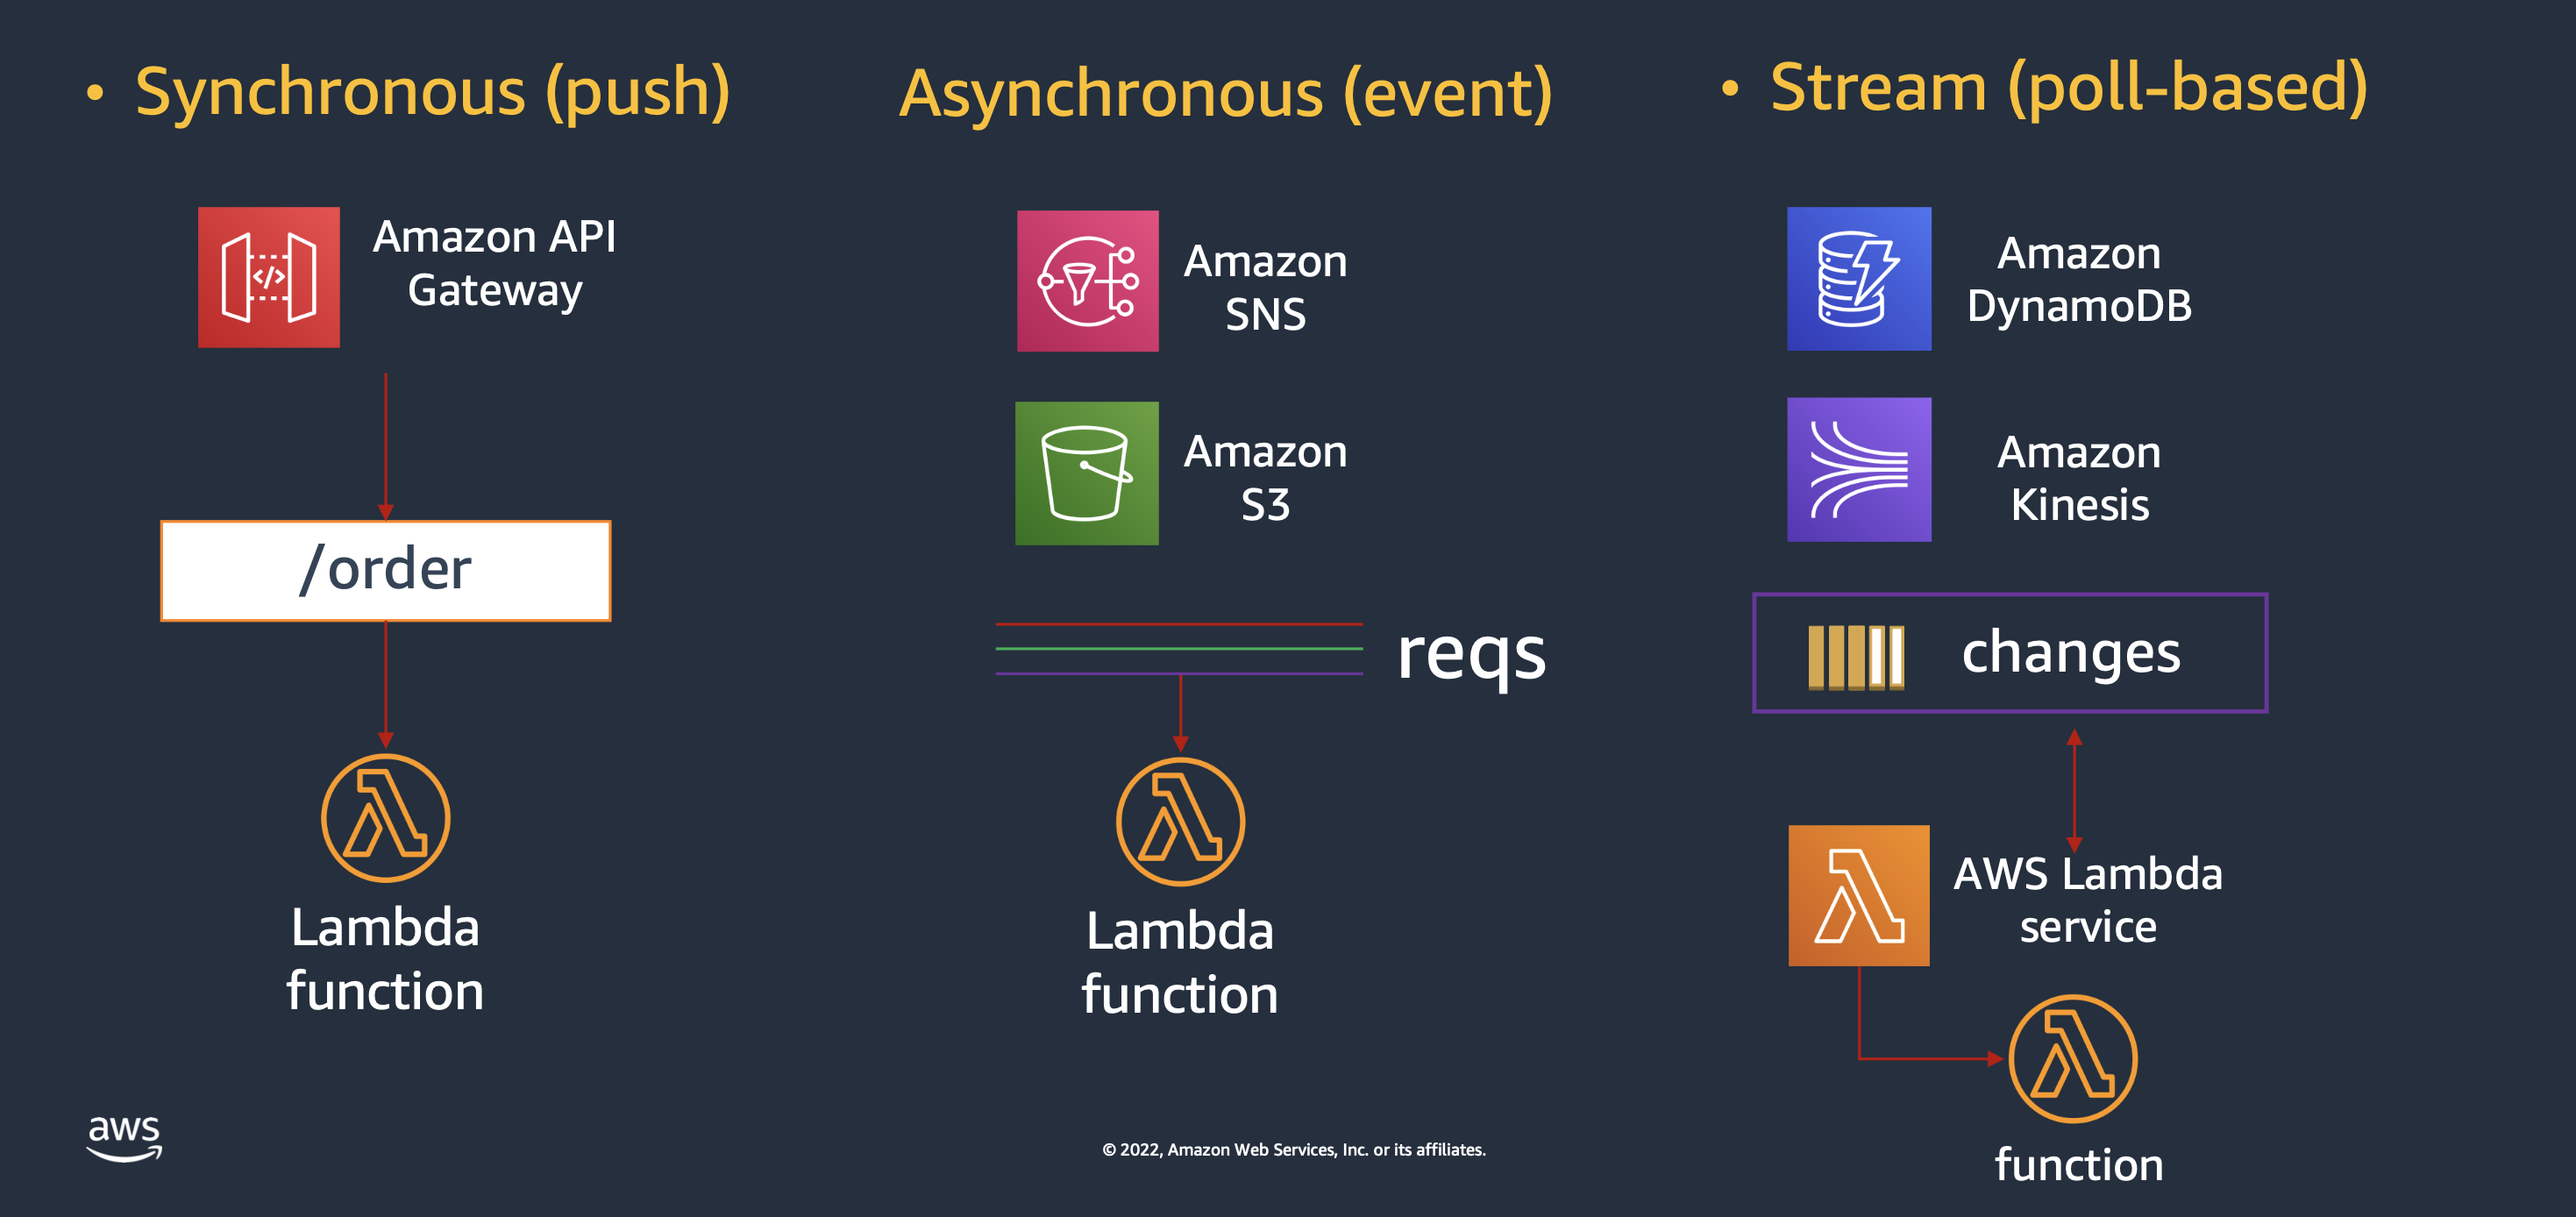 • Synchronous (push)
Amazon API
Gateway
</>
/order
Lambda
function
Asynchronous (event)
Amazon
SNS
Amazon
S3
reqs
Lambda
function
• Stream (poll-based)
Amazon
DynamoDB
Amazon
Kinesis
changes
AWS Lambda
service
function
aws
© 2022, Amazon Web Services, Inc. or its affiliates.